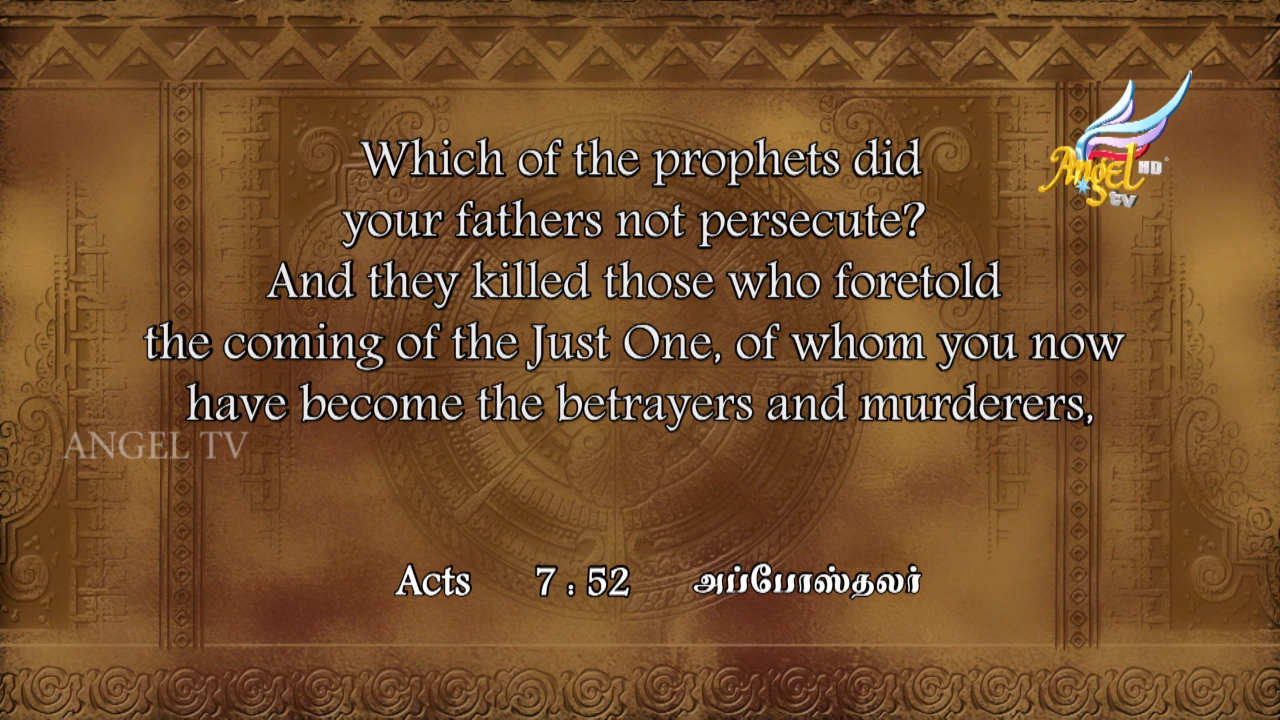 Which of the prophets did
your fathers not persecute?
And they killed those who foretold
the coming of the Just One, of whom you now
have become the betrayers and murderers,
Angel HD
tv
ANGEL TV
Acts 7 : 52 அப்போஸ்தலர்